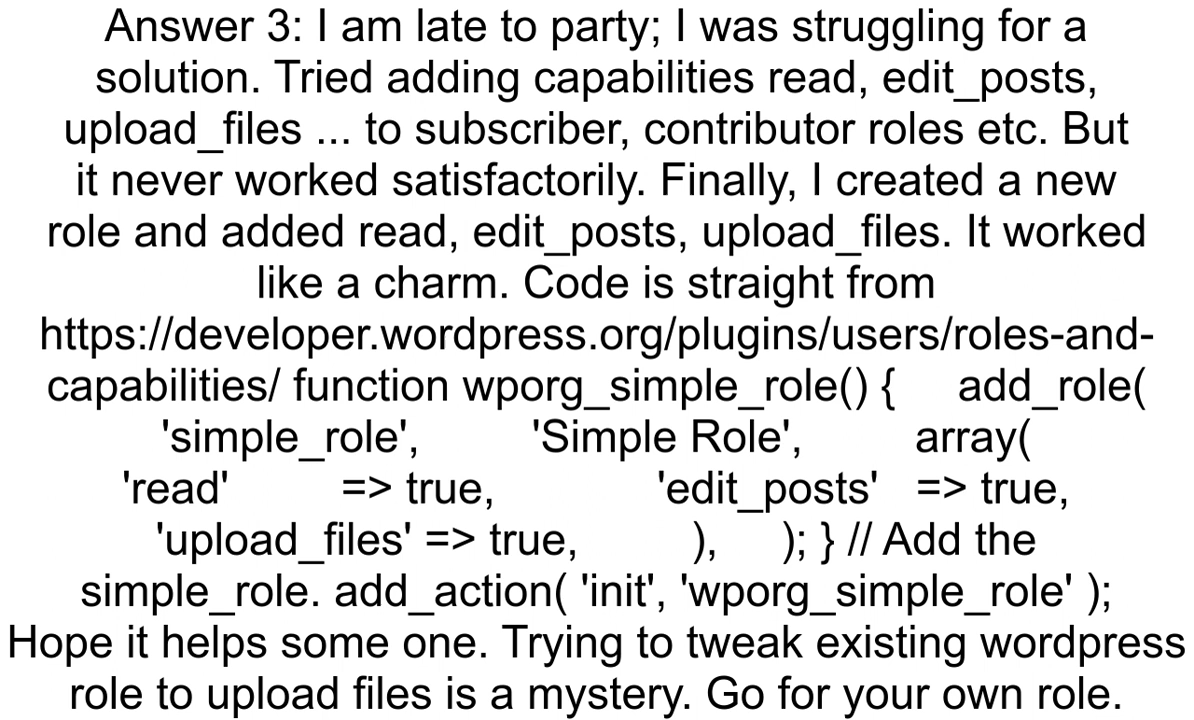 Answer 3: I am late to party; I was struggling for a
solution. Tried adding capabilities read, edit_posts,
upload_files ... to subscriber, contributor roles etc. But
it never worked satisfactorily. Finally, I created a new
role and added read, edit_posts, upload_files. It worked
like a charm. Code is straight from
https://developer.wordpress.org/plugins/users/roles-and-
capabilities/ function wporg_simple_role() {     add_role(
'simple_role',         'Simple Role',         array(
'read'         => true,             'edit_posts'   => true,
'upload_files' => true,         ),     ); } // Add the
simple_role. add_action( 'init', 'wporg_simple_role' );
Hope it helps some one. Trying to tweak existing wordpress
role to upload files is a mystery. Go for your own role.